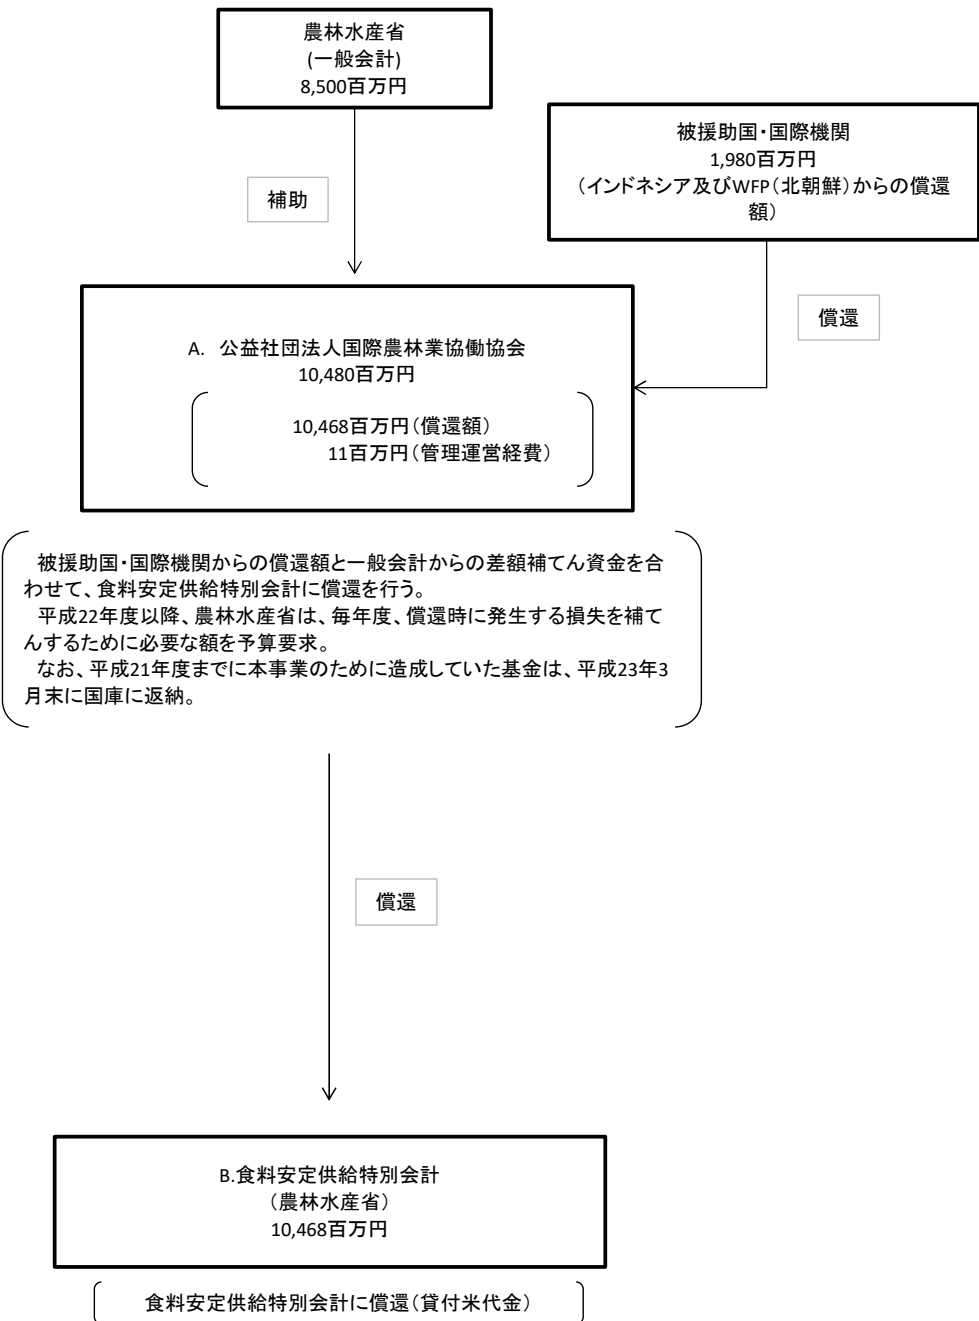 農林水産省
(一般会計)
8,500百万円
被援助国・国際機関
1,980百万円
（インドネシア及びWFP（北朝鮮）からの償還
額）
補助
償還
A. 公益社団法人国際農林業協働協会
10,480百万円
10,468百万円（償還額）
11百万円（管理運営経費）
被援助国・国際機関からの償還額と一般会計からの差額補てん資金を合
わせて、食料安定供給特別会計に償還を行う。
平成22年度以降、農林水産省は、毎年度、償還時に発生する損失を補て
んするために必要な額を予算要求。
なお、平成21年度までに本事業のために造成していた基金は、平成23年3
月末に国庫に返納。
償還
B.食料安定供給特別会計
（農林水産省）
10,468百万円
食料安定供給特別会計に償還（貸付米代金）